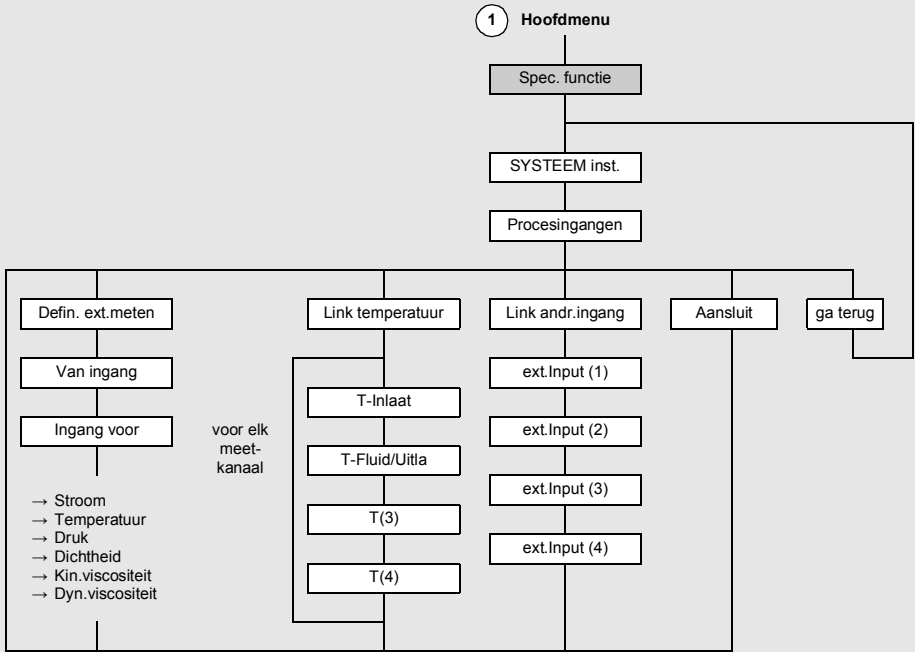 1 Hoofdmenu
Spec. functie
SYSTEEM inst.
Procesingangen
Defin. ext.meten
Link temperatuur
Link andr.ingang
Aansluit
ga terug
Van ingang
Ingang voor
→ Stroom
→ Temperatuur
→ Druk
→ Dichtheid
→ Kin.viscositeit
→ Dyn.viscositeit
voor elk
meet-
kanaal
T-Inlaat
T-Fluid/Uitla
T(3)
T(4)
ext.Input (1)
ext.Input (2)
ext.Input (3)
ext.Input (4)